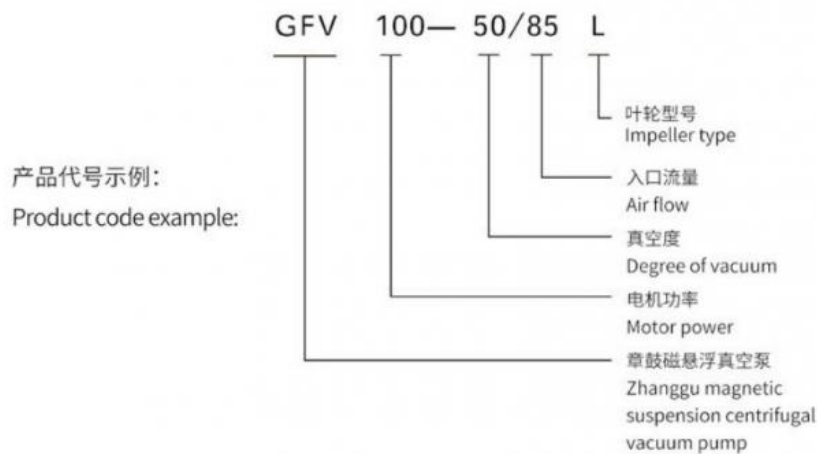 GFV 100— 50/85 L
叶轮型号
Impeller type
产品代号示例:
Product code example:
入口流量
Air flow
真空度
Degree of vacuum
电机功率
Motor power
章鼓磁悬浮真空泵
Zhanggu magnetic
suspension centrifugal
vacuum pump